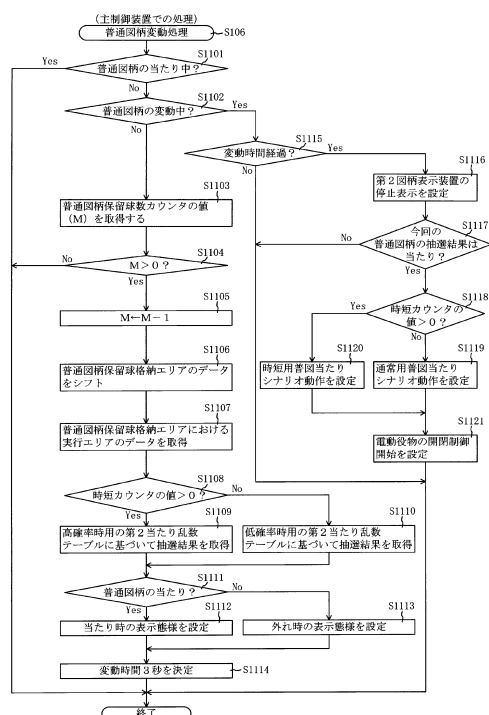 (主制御装置での処理)
普通図柄変動処理
S106
S1101
Yes
普通図柄の当たり中?
No
S1102
普通図柄の変動中?
Yes
No
S1115
変動時間経過?
Yes
No
S1116
第2図柄表示装置の
停止表示を設定
S1103
普通図柄保留球数カウンタの値
(M)を取得する
S1117
今回の
普通図柄の抽選結果は
当たり?
No
Yes
S1104
No
M>0?
Yes
S1118
時短カウンタの
値>0?
Yes
No
S1105
M←M-1
S1106
普通図柄保留球格納エリアのデータ
をシフト
S1120
時短用普図当たり
シナリオ動作を設定
S1119
通常用普図当たり
シナリオ動作を設定
S1107
普通図柄保留球格納エリアにおける
実行エリアのデータを取得
S1121
電動役物の開閉制御
開始を設定
S1108
時短カウンタの値>0?
No
Yes
S1109
高確率時用の第2当たり乱数
テーブルに基づいて抽選結果を取得
S1110
低確率時用の第2当たり乱数
テーブルに基づいて抽選結果を取得
S1111
普通図柄の当たり?
No
Yes
S1112
当たり時の表示態様を設定
S1113
外れ時の表示態様を設定
変動時間3秒を決定
S1114
終了